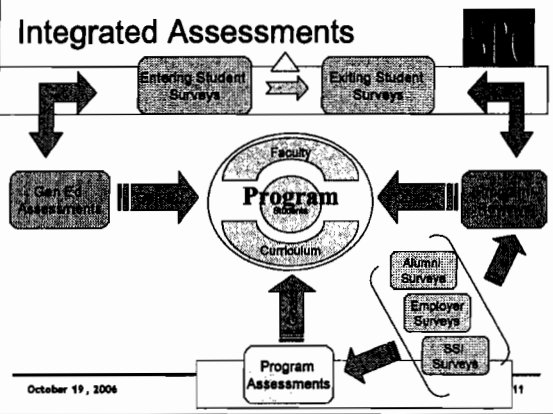 Integrated Assessments
Entering Student
Surveys
Exiting Student
Surveys
Gen Ed
Assessments
Faculty
Program
Students
Curriculum
Alumni
Surveys
Employer
Surveys
SSI
Surveys
Program
Assessments
October 19, 2006
11